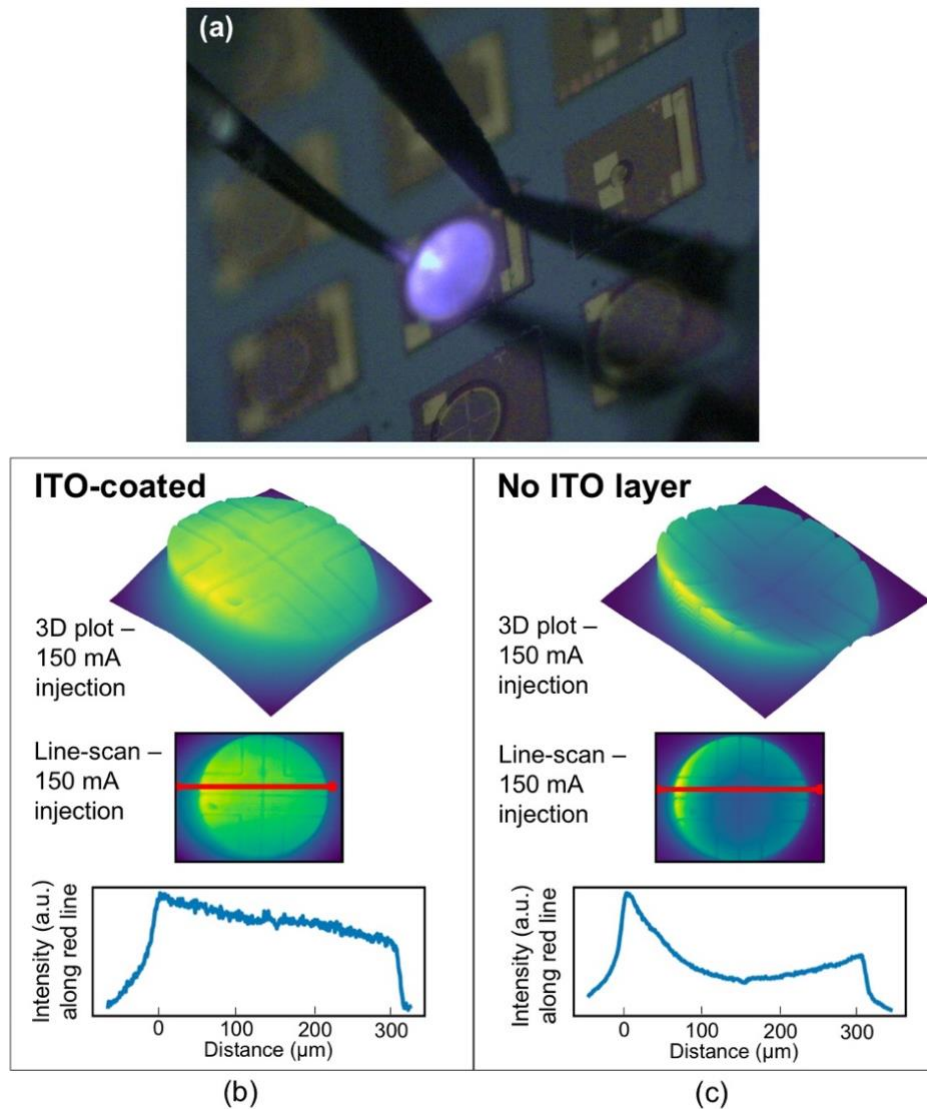 (a)
ITO-coated
3D plot –
150 mA
injection
Line-scan –
150 mA
injection
Intensity (a.u.)
along red line
0 100 200 300
Distance (µm)
(b)
No ITO layer
3D plot –
150 mA
injection
Line-scan –
150 mA
injection
Intensity (a.u.)
along red line
0 100 200 300
Distance (µm)
(c)